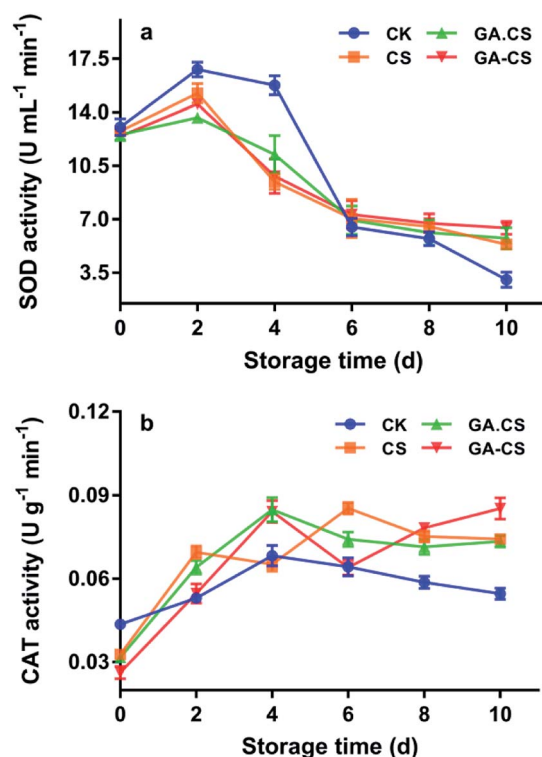 a
CK
GA.CS
CS
GA-CS
17.5
14.0
10.5
7.0
3.5
SOD activity (U mL⁻¹ min⁻¹)
0 2 4 6 8 10
Storage time (d)
b
CK
GA.CS
CS
GA-CS
0.12
0.09
0.06
0.03
CAT activity (U g⁻¹ min⁻¹)
0 2 4 6 8 10
Storage time (d)